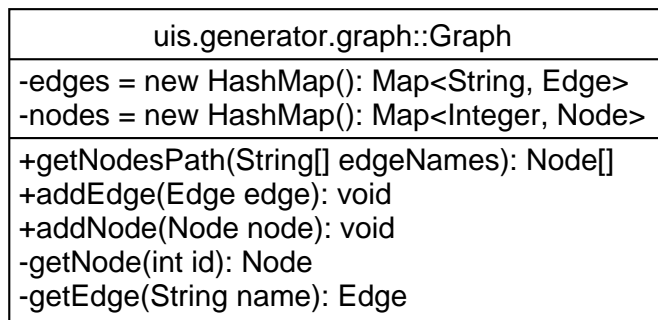 uis.generator.graph::Graph
-edges = new HashMap(): Map<String, Edge>
-nodes = new HashMap(): Map<Integer, Node>
+getNodesPath(String[] edgeNames): Node[]
+addEdge(Edge edge): void
+addNode(Node node): void
-getNode(int id): Node
-getEdge(String name): Edge